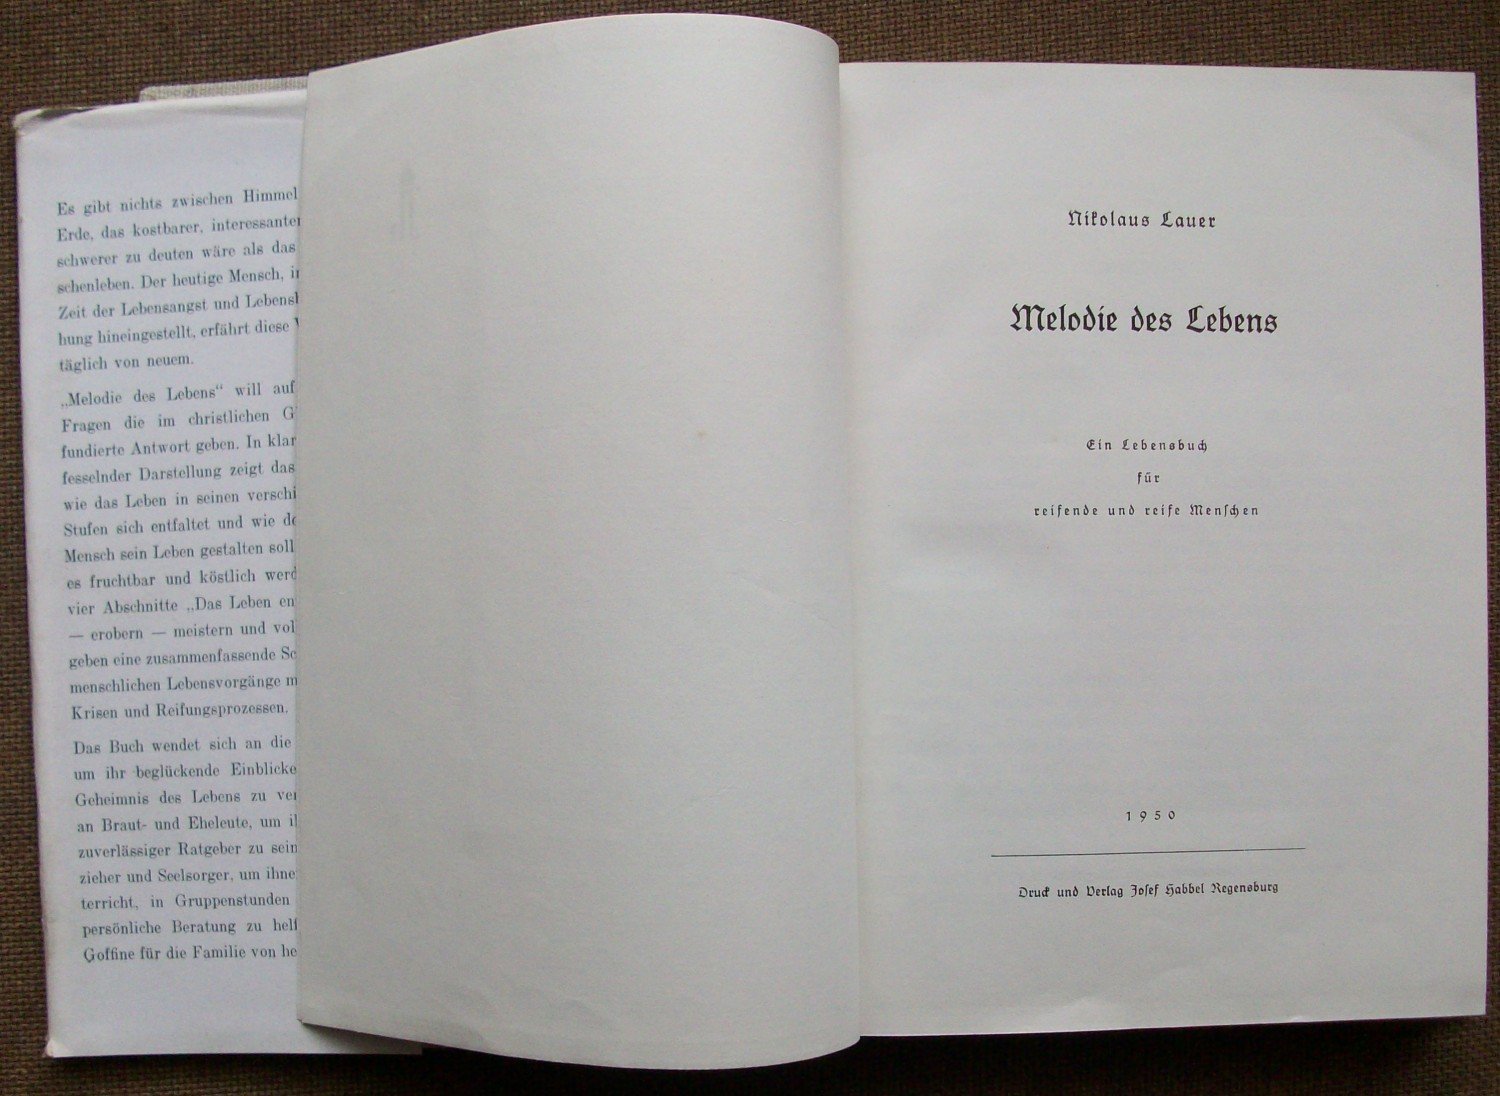 Es gibt nichts zwischen Himmel
Erde, das kostbarer, interessanter
schwerer zu deuten wäre als das
schenleben. Der heutige Mensch, in
Zeit der Lebensangst und
hung hineingestellt, erfährt diese
täglich von neuem.
„Melodie des Lebens“ will auf
Fragen die im christlichen
fundierte Antwort geben. In klar
fesselnder Darstellung zeigt das
wie das Leben in seinen verschi
Stufen sich entfaltet und wie de
Mensch sein Leben gestalten soll
es fruchtbar und köstlich werd
vier Abschnitte „Das Leben en
— erobern — meistern und vol
geben eine zusammenfassende Sc
menschlichen Lebensvorgänge m
Krisen und Reifungsprozessen.
Das Buch wendet sich an die
um ihr beglückende Einblicke
Geheimnis des Lebens zu ver
an Braut- und Eheleute, um ih
zuverlässiger Ratgeber zu sein
zieher und Seelsorger, um ihne
terricht, in Gruppenstunden
persönliche Beratung zu helf
Goffine für die Familie von he
Nikolaus Lauer
Melodie des Lebens
Ein Lebensbuch
für
reifende und reife Menschen
1950
Druck und Verlag Josef Habbel Regensburg